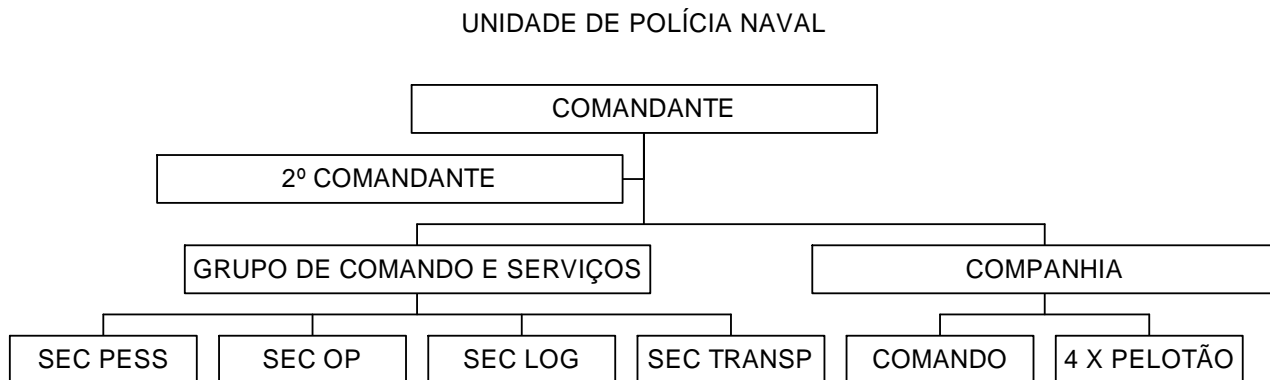 UNIDADE DE POLÍCIA NAVAL
COMANDANTE
2º COMANDANTE
GRUPO DE COMANDO E SERVIÇOS
COMPANHIA
SEC PESS
SEC OP
SEC LOG
SEC TRANSP
COMANDO
4 X PELOTÃO